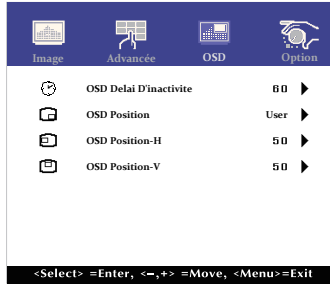 Image Advancée OSD Option
OSD Delai D'inactivite 60
OSD Position User
OSD Position-H 50
OSD Position-V 50
<Select> =Enter, <−,+> =Move, <Menu>=Exit